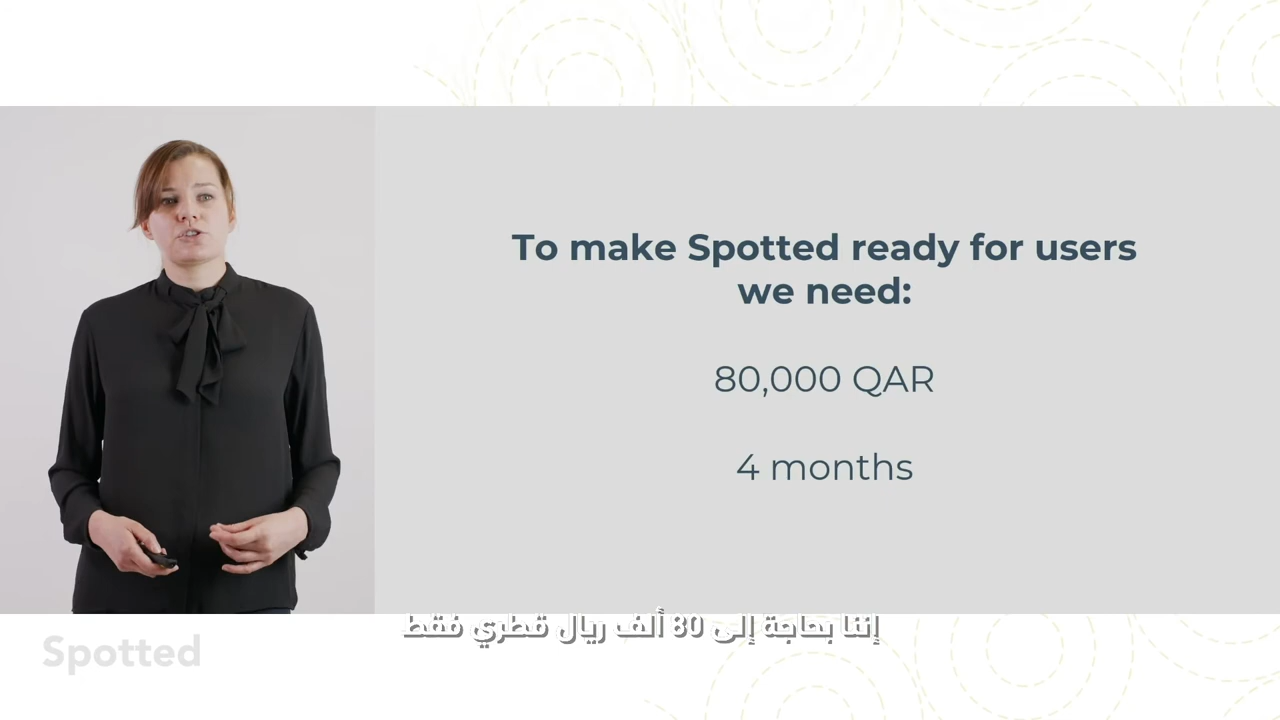 To make Spotted ready for users
we need:
80,000 QAR
4 months
إننا بحاجة إلى 80 ألف ريال قطري فقط
Spotted